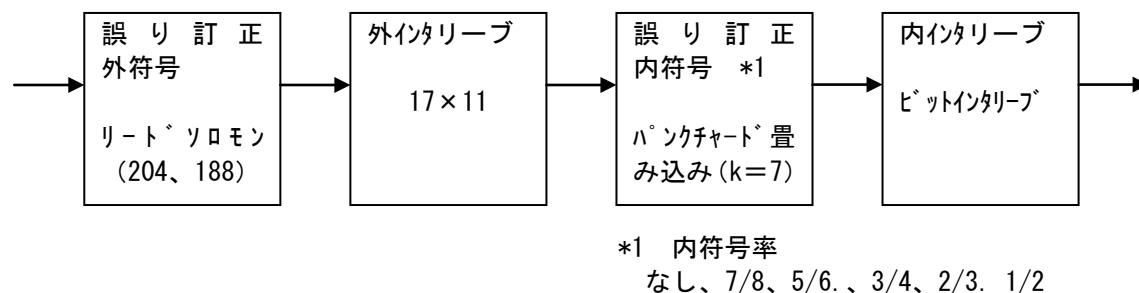 誤り訂正
外符号
リードソロモン
(204、188)
外インタリーブ
17×11
誤り訂正
内符号 *1
パンクチャード畳
み込み(k=7)
内インタリーブ
ビットインタリーブ
*1 内符号率
なし、7/8、5/6.、3/4、2/3. 1/2